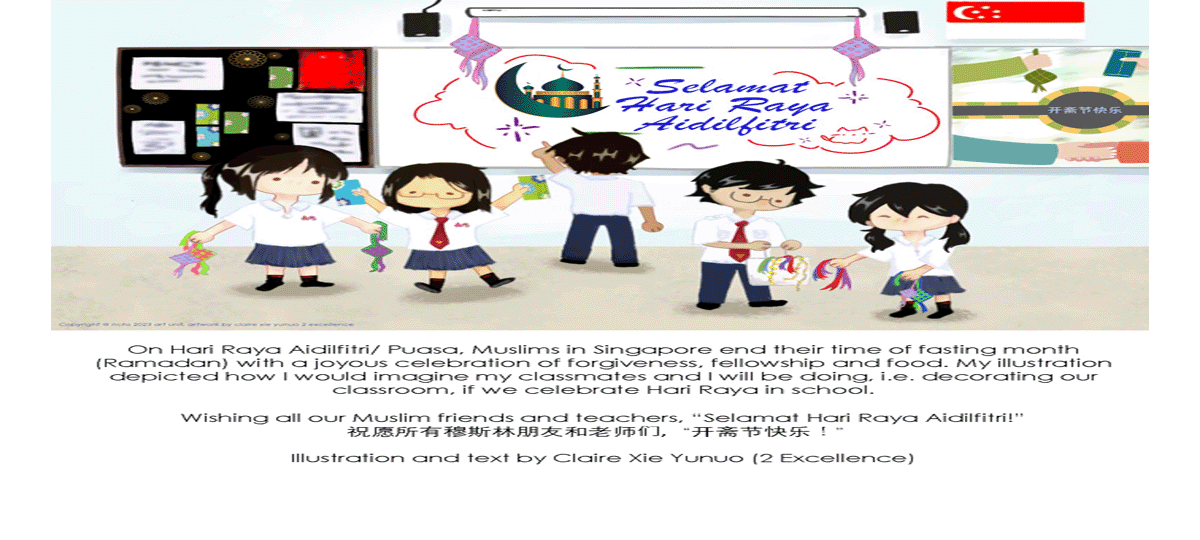 Selamat
Hari Raya
Aidilfitri
开斋节快乐
Copyright @ nchs 2023 art unit, artwork by claire xie yunuo 2 excellence
On Hari Raya Aidilfitri/ Puasa, Muslims in Singapore end their time of fasting month
(Ramadan) with a joyous celebration of forgiveness, fellowship and food. My illustration
depicted how I would imagine my classmates and I will be doing, i.e. decorating our
classroom, if we celebrate Hari Raya in school.
Wishing all our Muslim friends and teachers, “Selamat Hari Raya Aidilfitri!”
祝愿所有穆斯林朋友和老师们, “开斋节快乐！”
Illustration and text by Claire Xie Yunuo (2 Excellence)